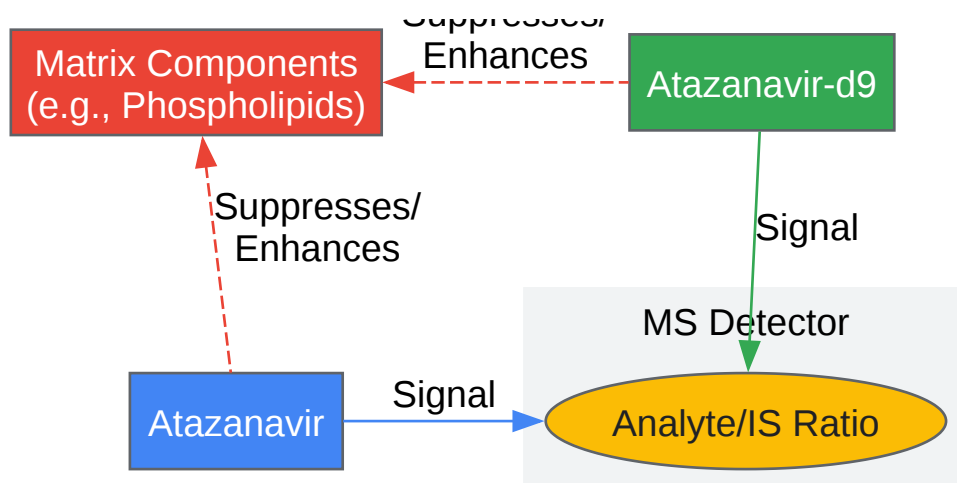 Suppresses/
Enhances
Matrix Components
(e.g., Phospholipids)
Atazanavir-d9
Suppresses/
Enhances
Signal
MS Detector
Signal
Atazanavir
Analyte/IS Ratio